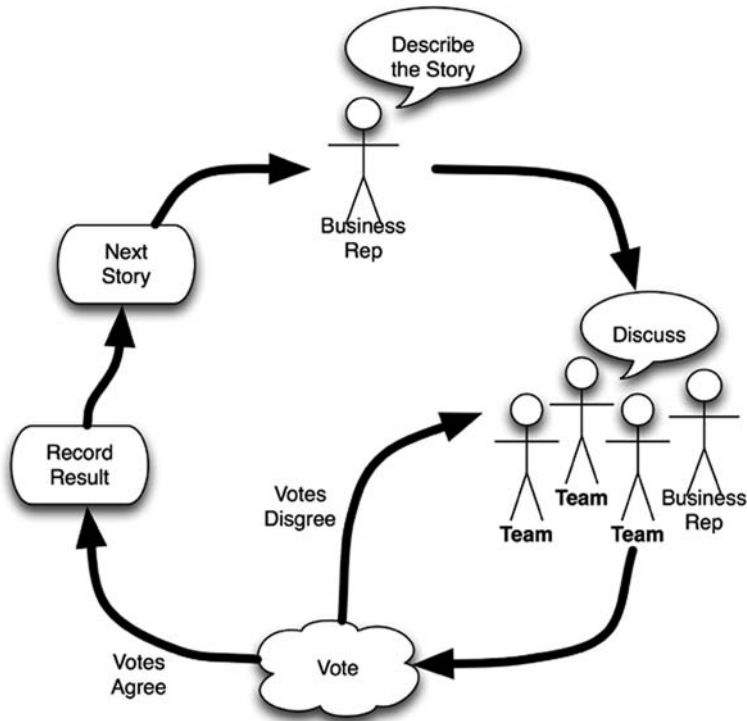 Describe
the Story
Business
Rep
Next
Story
Discuss
Record
Result
Team
Team
Team
Business
Rep
Votes
Disgree
Votes
Agree
Vote